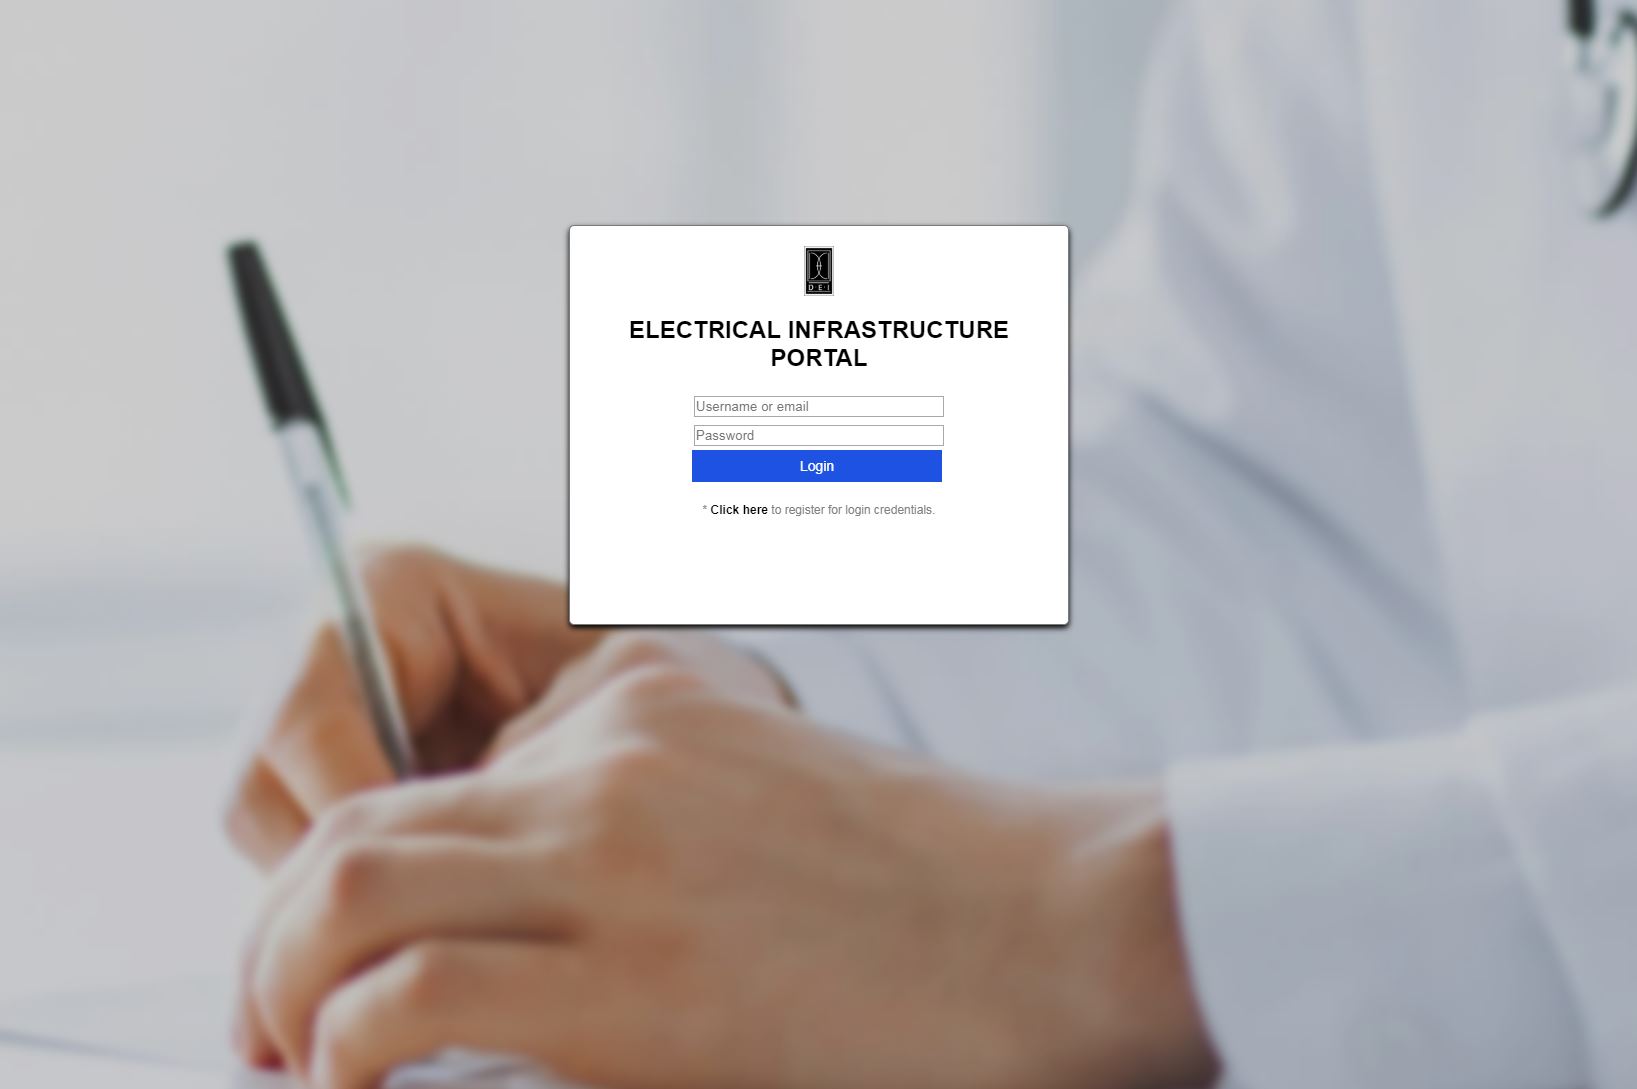 D E I
ELECTRICAL INFRASTRUCTURE
PORTAL
Username or email
Password
Login
* Click here to register for login credentials.